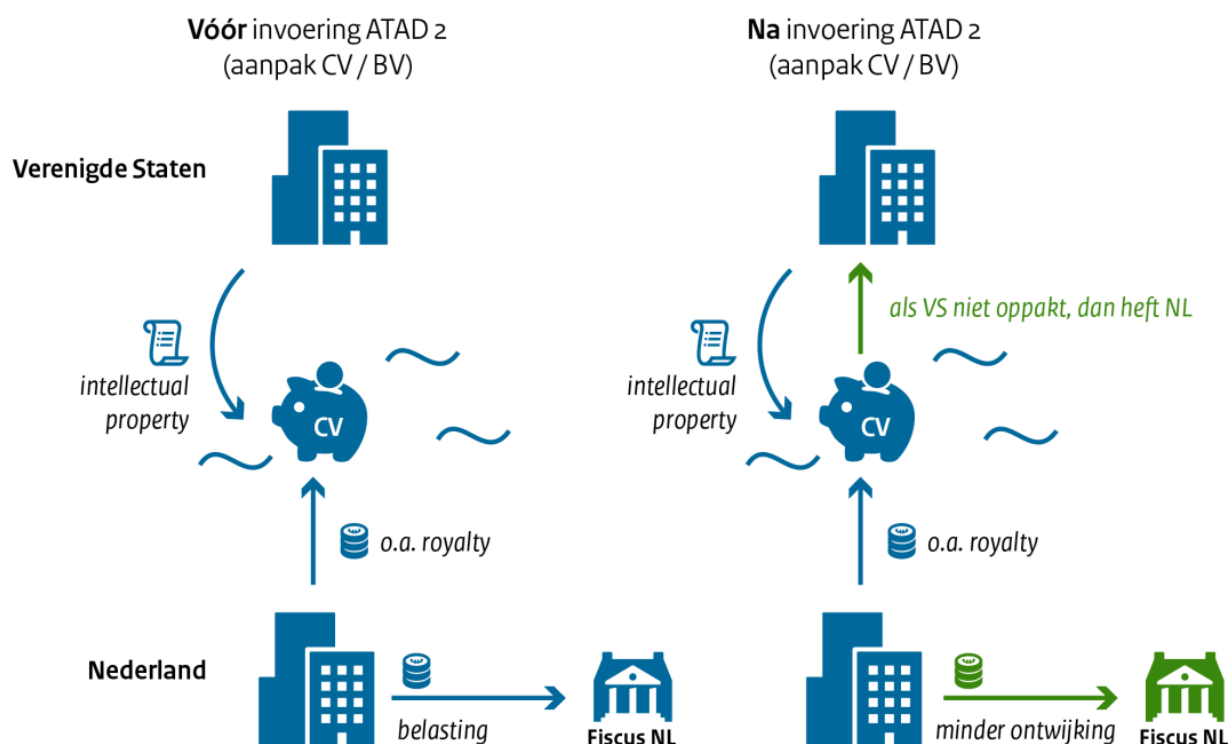 Vóór invoering ATAD 2
(aanpak CV / BV)
Na invoering ATAD 2
(aanpak CV / BV)
Verenigde Staten
als VS niet oppakt, dan heft NL
intellectual
property
CV
intellectual
property
CV
o.a. royalty
o.a. royalty
Nederland
belasting
Fiscus NL
minder ontwijking
Fiscus NL